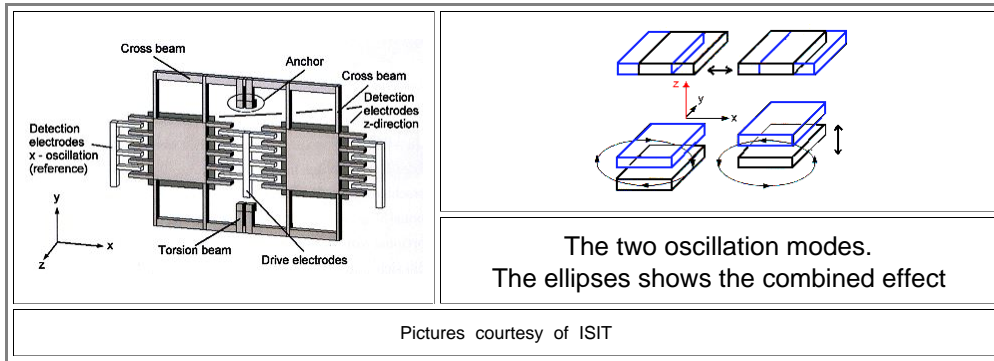 Cross beam
Anchor
Cross beam
Detection
electrodes
z-direction
Detection
electrodes
x - oscillation
(reference)
y
x
z
Torsion beam
Drive electrodes
z
y
x
The two oscillation modes.
The ellipses shows the combined effect
Pictures courtesy of ISIT